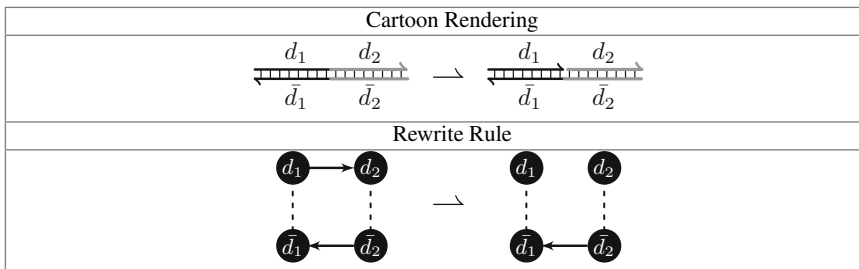 Cartoon Rendering
d₁ d₂ ⇀ d₁ d₂
d̄₁ d̄₂ d̄₁ d̄₂
Rewrite Rule
d₁ d₂ ⇀ d₁ d₂
d̄₁ d̄₂ d̄₁ d̄₂